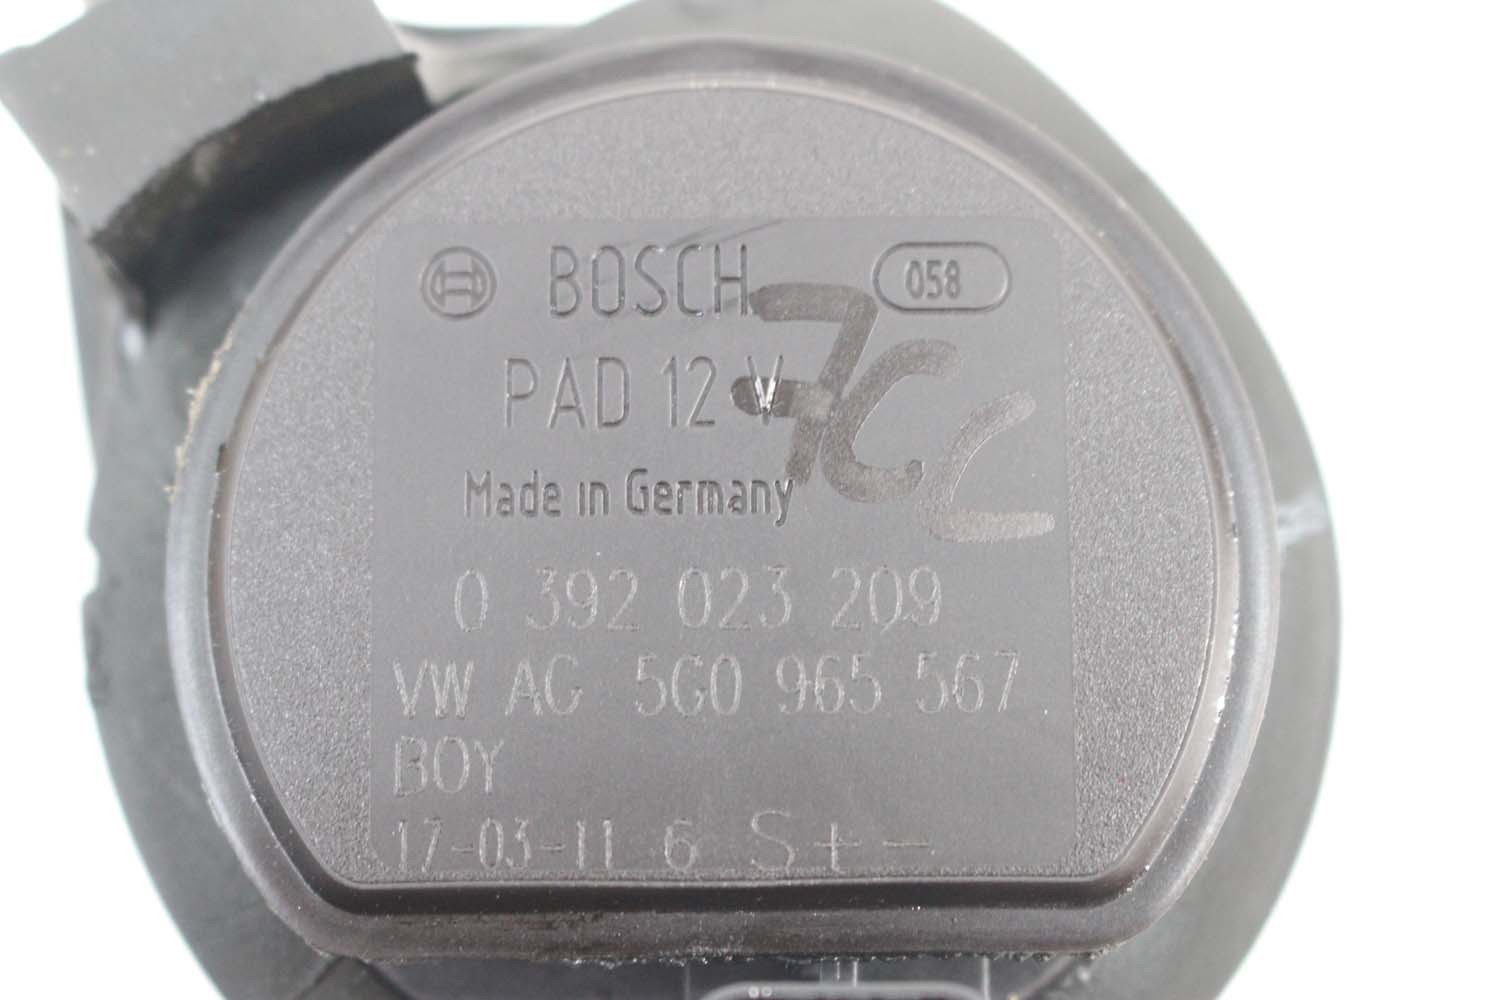 BOSCH 058
PAD 12 V
Made in Germany
0 392 023 209
VW AG 5G0 965 567
BOY
17-03-11 6 S + -
7CL